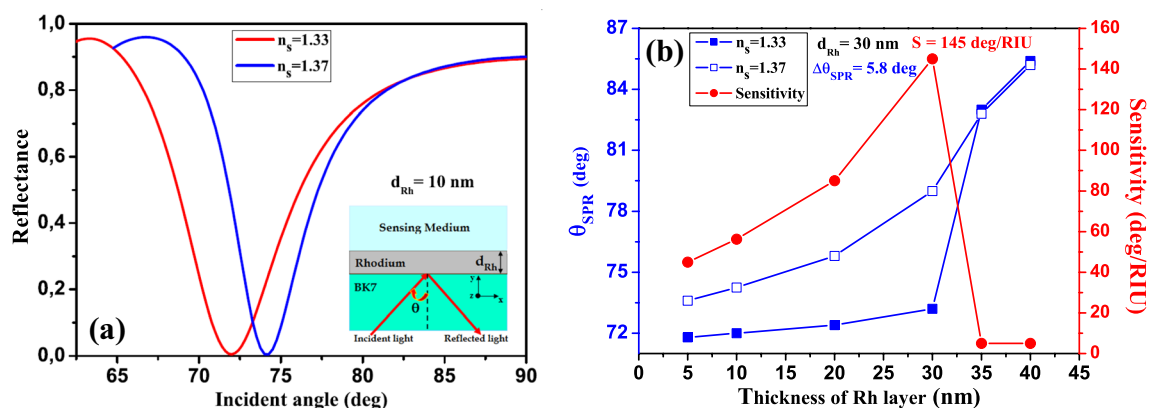 1,0
0,8
0,6
0,4
0,2
0,0
Reflectance
n_s=1.33
n_s=1.37
d_Rh= 10 nm
Sensing Medium
Rhodium
d_Rh
BK7
y
z
x
θ
Incident light
Reflected light
(a)
65 70 75 80 85 90
Incident angle (deg)
87
84
81
78
75
72
θ_SPR (deg)
(b)
n_s=1.33
n_s=1.37
Sensitivity
d_Rh= 30 nm S = 145 deg/RIU
Δθ_SPR= 5.8 deg
160
140
120
100
80
60
40
20
0
Sensitivity (deg/RIU)
0 5 10 15 20 25 30 35 40 45
Thickness of Rh layer (nm)